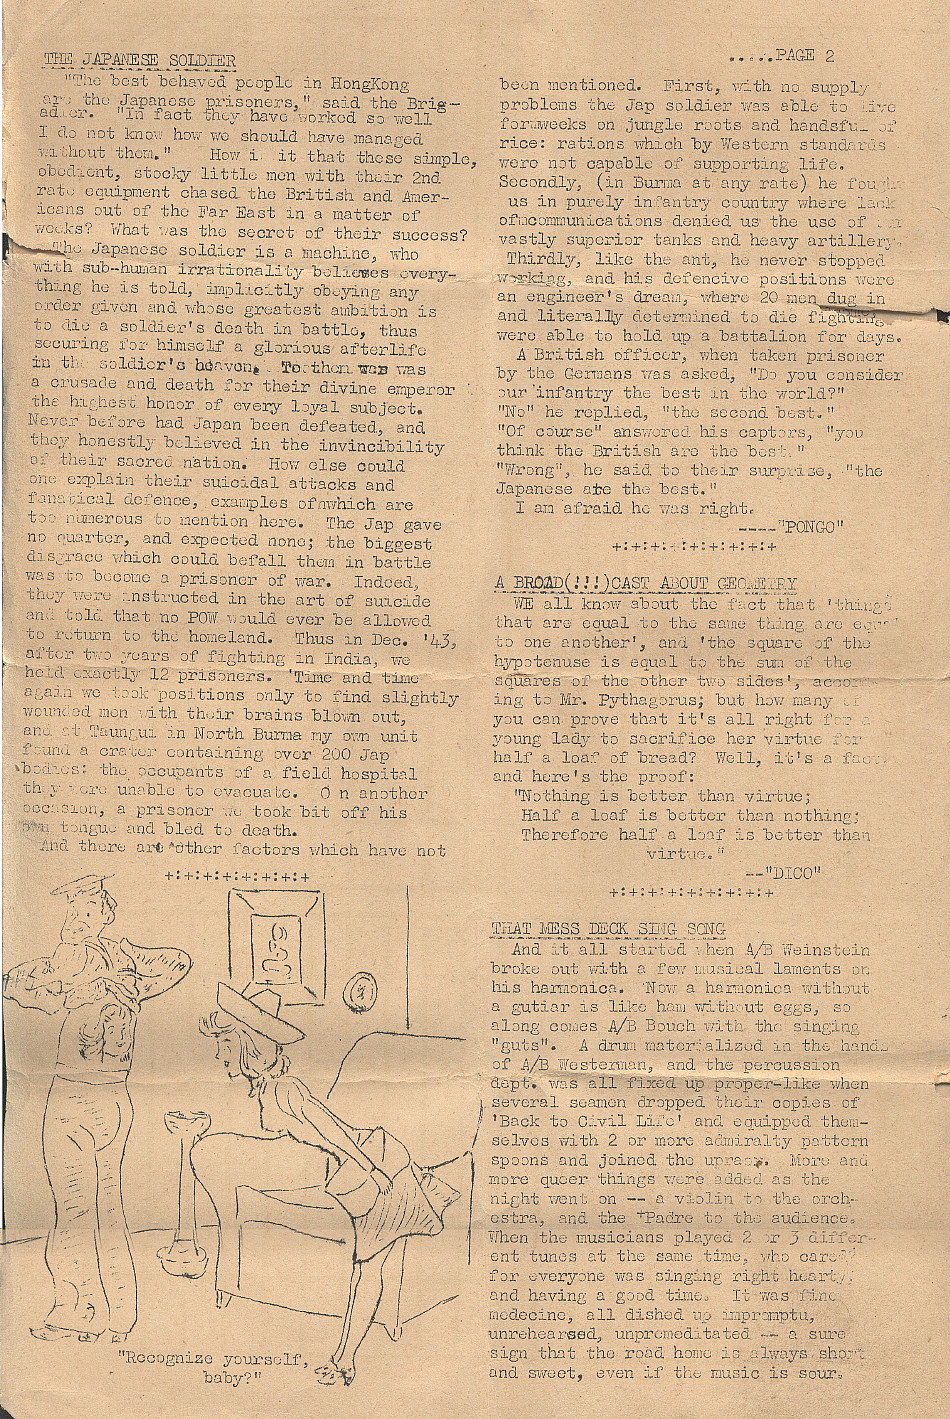 THE JAPANESE SOLDIER
"The best behaved people in HongKong
are the Japanese prisoners," said the Brig-
adier. "In fact they have worked so well
I do not know how we should have managed
without them." How is it that these simple,
obedient, stocky little men with their 2nd
rate equipment chased the British and Amer-
icans out of the Far East in a matter of
weeks? What was the secret of their success?
The Japanese soldier is a machine, who
with sub-human irrationality believes every-
thing he is told, implicitly obeying any
order given and whose greatest ambition is
to die a soldier's death in battle, thus
securing for himself a glorious afterlife
in the soldier's heaven. To them war was
a crusade and death for their divine emperor
the highest honor of every loyal subject.
Never before had Japan been defeated, and
they honestly believed in the invincibility
of their sacred nation. How else could
one explain their suicidal attacks and
fanatical defence, examples of which are
too numerous to mention here. The Jap gave
no quarter, and expected none; the biggest
disgrace which could befall them in battle
was to become a prisoner of war. Indeed,
they were instructed in the art of suicide
and told that no POW would ever be allowed
to return to the homeland. Thus in Dec. '43,
after two years of fighting in India, we
held exactly 12 prisoners. Time and time
again we took positions only to find slightly
wounded men with their brains blown out,
and at Taungui in North Burma my own unit
found a crater containing over 200 Jap
bodies: the occupants of a field hospital
they were unable to evacuate. O n another
occasion, a prisoner we took bit off his
own tongue and bled to death.
And there are other factors which have not
+:+:+:+:+:+:+:+
"Recognize yourself,
baby?"
.....PAGE 2
been mentioned. First, with no supply
problems the Jap soldier was able to live
for weeks on jungle roots and handsful of
rice: rations which by Western standards
were not capable of supporting life.
Secondly, (in Burma at any rate) he fought
us in purely infantry country where lack
of communications denied us the use of our
vastly superior tanks and heavy artillery.
Thirdly, like the ant, he never stopped
working, and his defencive positions were
an engineer's dream, where 20 men dug in
and literally determined to die fighting
were able to hold up a battalion for days.
A British officer, when taken prisoner
by the Germans was asked, "Do you consider
our infantry the best in the world?"
"No" he replied, "the second best."
"Of course" answered his captors, "you
think the British are the best."
"Wrong", he said to their surprise, "the
Japanese are the best."
I am afraid he was right.
----"PONGO"
+:+:+:+:+:+:+:+:+
A BROAD(!!!)CAST ABOUT GEOMETRY
WE all know about the fact that 'things
that are equal to the same thing are equal
to one another', and 'the square of the
hypotenuse is equal to the sum of the
squares of the other two sides', accord-
ing to Mr. Pythagorus; but how many of
you can prove that it's all right for a
young lady to sacrifice her virtue for
half a loaf of bread? Well, it's a fact,
and here's the proof:
"Nothing is better than virtue;
Half a loaf is better than nothing;
Therefore half a loaf is better than
virtue."
--"DICO"
+:+:+:+:+:+:+:+:+
THAT MESS DECK SING SONG
And it all started when A/B Weinstein
broke out with a few musical laments on
his harmonica. Now a harmonica without
a gutiar is like ham without eggs, so
along comes A/B Bouch with the singing
"guts". A drum materialized in the hands
of A/B Westerman, and the percussion
dept. was all fixed up proper-like when
several seamen dropped their copies of
'Back to Civil Life' and equipped them-
selves with 2 or more admiralty pattern
spoons and joined the uproar. More and
more queer things were added as the
night went on -- a violin to the orch-
estra, and the Padre to the audience.
When the musicians played 2 or 3 differ-
ent tunes at the same time, who cared?
for everyone was singing right hearty,
and having a good time. It was fine
medecine, all dished up impromptu,
unrehearsed, unpremeditated -- a sure
sign that the road home is always short
and sweet, even if the music is sour.